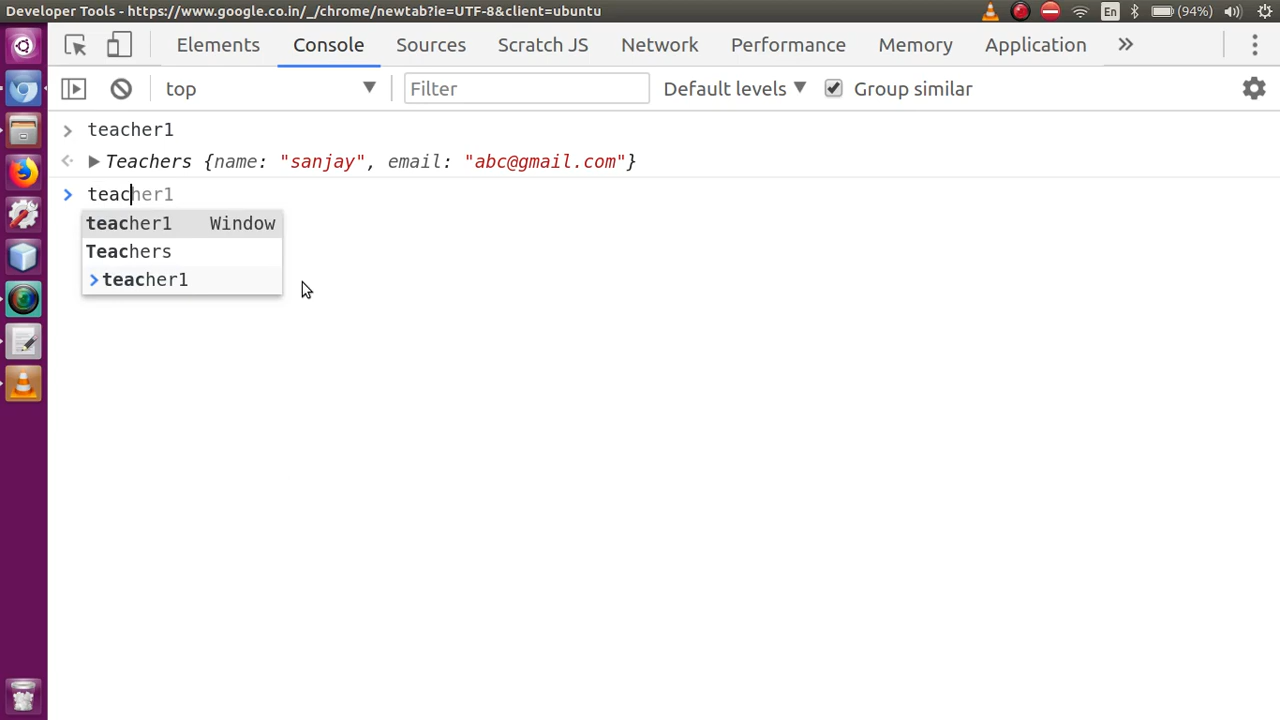 Developer Tools - https://www.google.co.in/_/chrome/newtab?ie=UTF-8&client=ubuntu En (94%)
Elements Console Sources Scratch JS Network Performance Memory Application »
top Filter Default levels Group similar
> teacher1
Teachers {name: "sanjay", email: "abc@gmail.com"}
> teacher1
teacher1 Window
Teachers
> teacher1